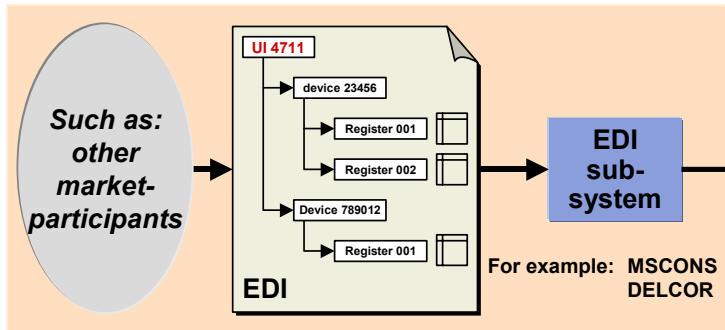 Such as:
other
market-
participants
UI 4711
device 23456
Register 001
Register 002
Device 789012
Register 001
EDI
EDI
sub-
system
For example: MSCONS
DELCOR